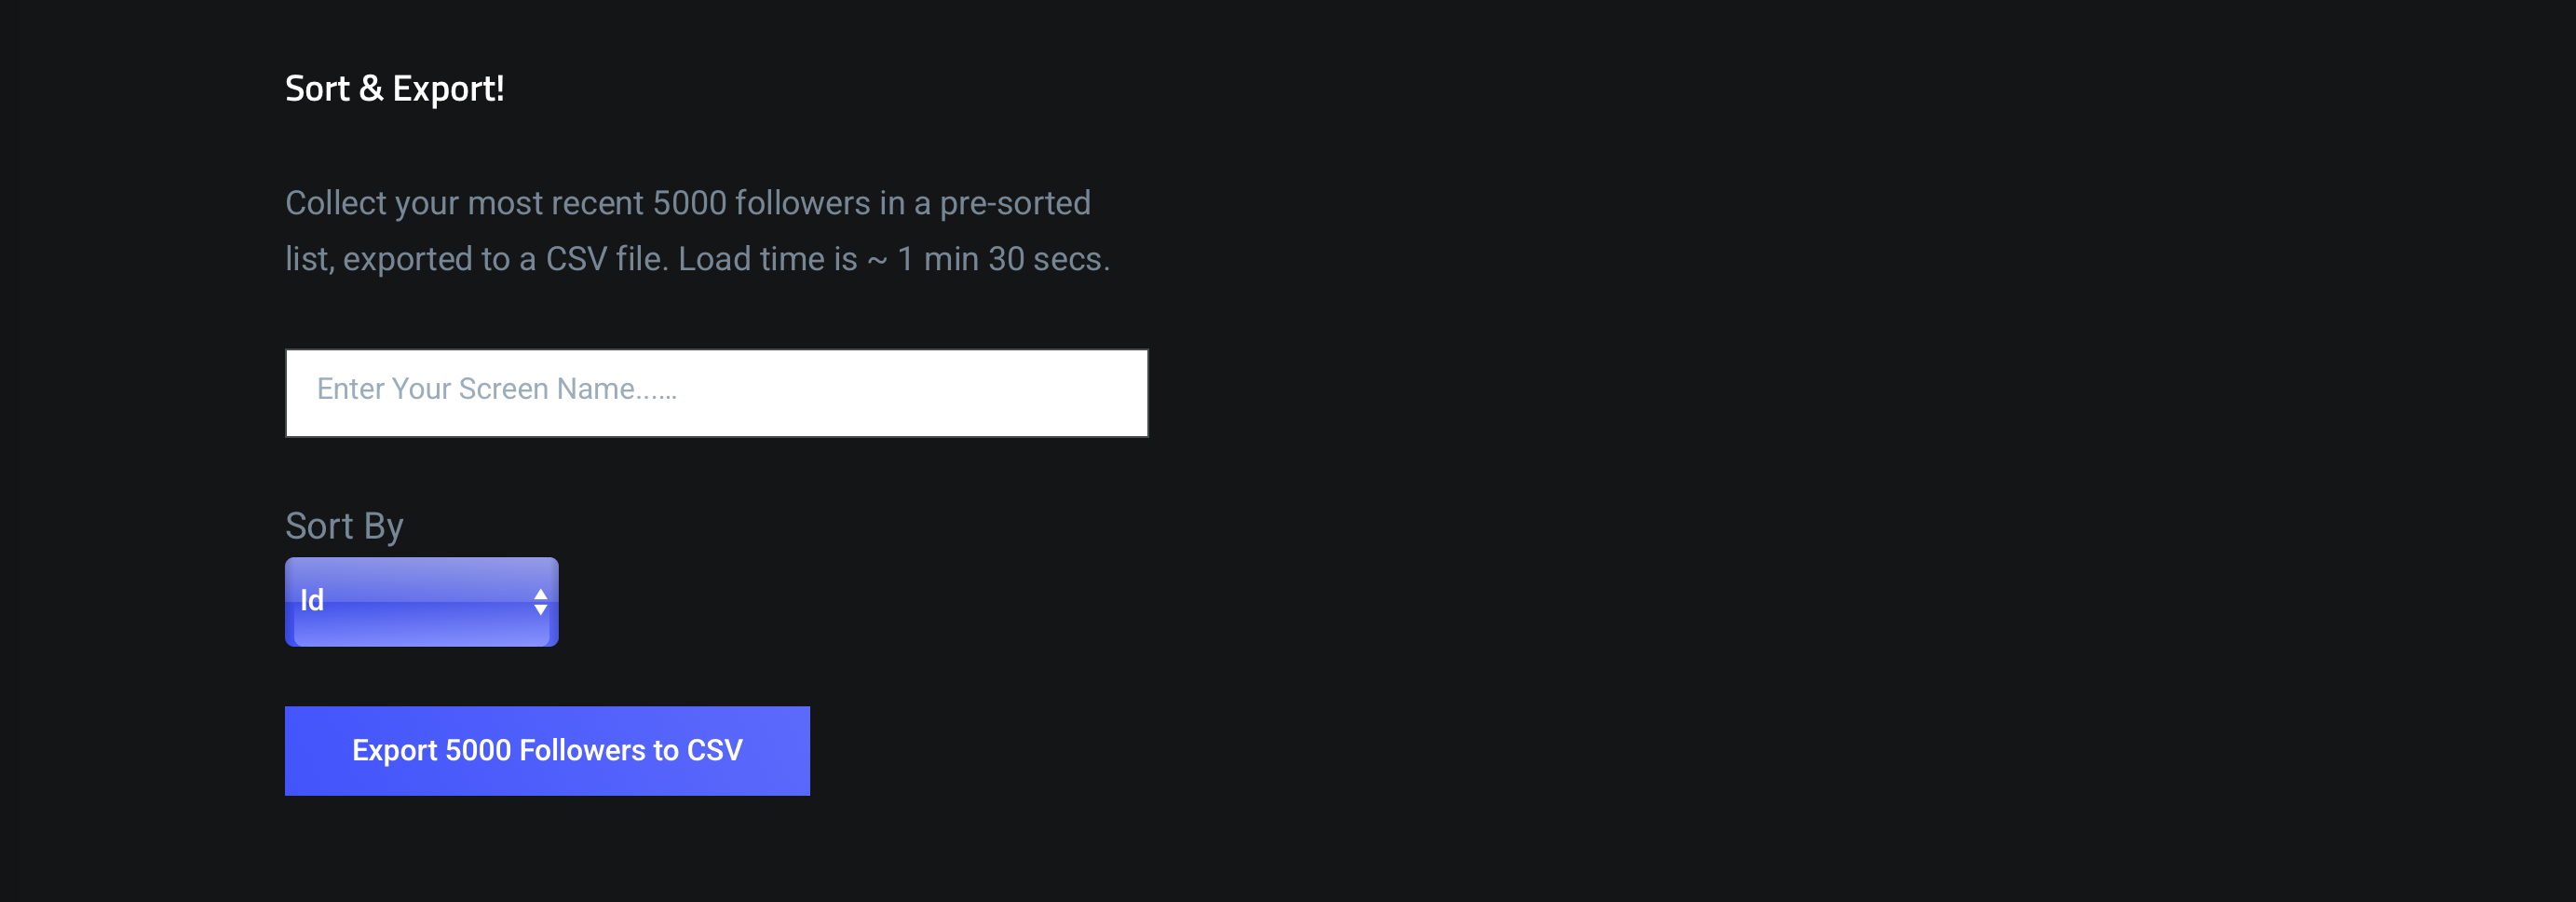 Sort & Export!
Collect your most recent 5000 followers in a pre-sorted
list, exported to a CSV file. Load time is ~ 1 min 30 secs.
Enter Your Screen Name......
Sort By
Id
Export 5000 Followers to CSV